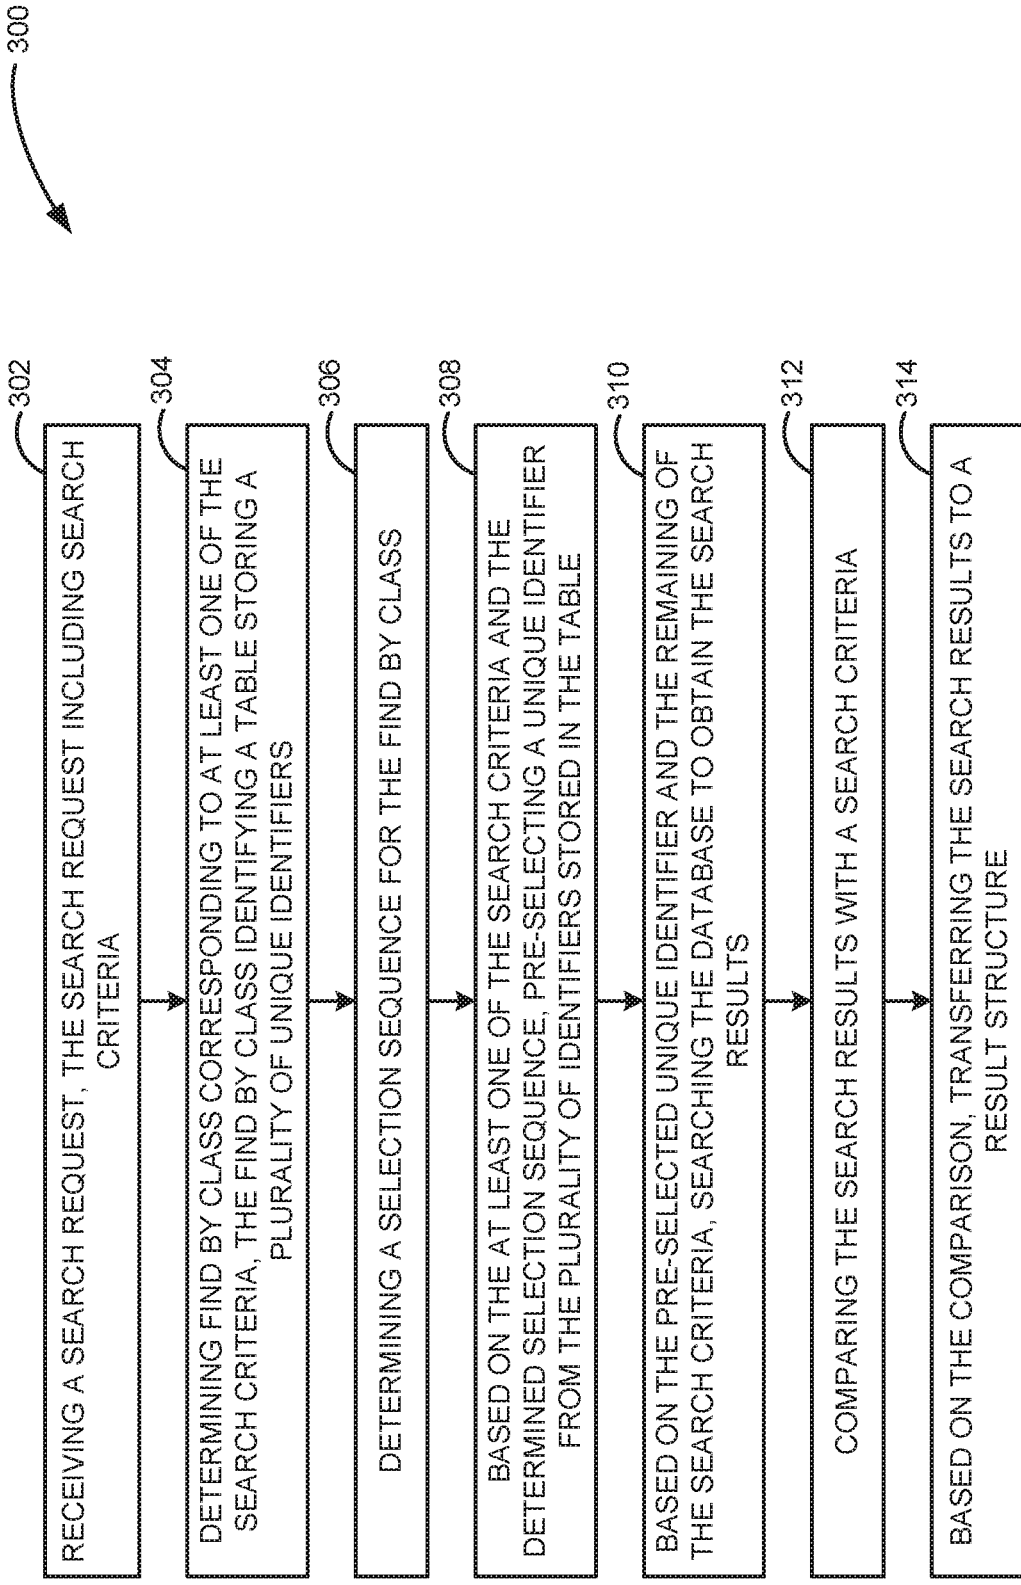 300
302
RECEIVING A SEARCH REQUEST, THE SEARCH REQUEST INCLUDING SEARCH
CRITERIA
304
DETERMINING FIND BY CLASS CORRESPONDING TO AT LEAST ONE OF THE
SEARCH CRITERIA, THE FIND BY CLASS IDENTIFYING A TABLE STORING A
PLURALITY OF UNIQUE IDENTIFIERS
306
DETERMINING A SELECTION SEQUENCE FOR THE FIND BY CLASS
308
BASED ON THE AT LEAST ONE OF THE SEARCH CRITERIA AND THE
DETERMINED SELECTION SEQUENCE, PRE-SELECTING A UNIQUE IDENTIFIER
FROM THE PLURALITY OF IDENTIFIERS STORED IN THE TABLE
310
BASED ON THE PRE-SELECTED UNIQUE IDENTIFIER AND THE REMAINING OF
THE SEARCH CRITERIA, SEARCHING THE DATABASE TO OBTAIN THE SEARCH
RESULTS
312
COMPARING THE SEARCH RESULTS WITH A SEARCH CRITERIA
314
BASED ON THE COMPARISON, TRANSFERRING THE SEARCH RESULTS TO A
RESULT STRUCTURE